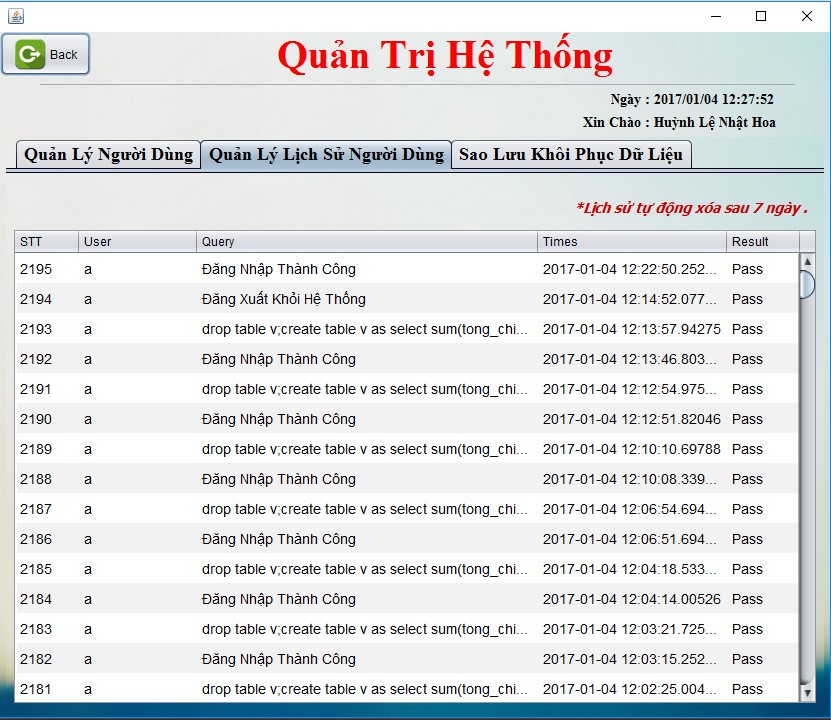 Back
Quản Trị Hệ Thống
Ngày : 2017/01/04 12:27:52
Xin Chào : Huỳnh Lệ Nhật Hoa
Quản Lý Người Dùng Quản Lý Lịch Sử Người Dùng Sao Lưu Khôi Phục Dữ Liệu
*Lịch sử tự động xóa sau 7 ngày .
STT User Query Times Result
2195 a Đăng Nhập Thành Công 2017-01-04 12:22:50.252... Pass
2194 a Đăng Xuất Khỏi Hệ Thống 2017-01-04 12:14:52.077... Pass
2193 a drop table v;create table v as select sum(tong_chi... 2017-01-04 12:13:57.94275 Pass
2192 a Đăng Nhập Thành Công 2017-01-04 12:13:46.803... Pass
2191 a drop table v;create table v as select sum(tong_chi... 2017-01-04 12:12:54.975... Pass
2190 a Đăng Nhập Thành Công 2017-01-04 12:12:51.82046 Pass
2189 a drop table v;create table v as select sum(tong_chi... 2017-01-04 12:10:10.69788 Pass
2188 a Đăng Nhập Thành Công 2017-01-04 12:10:08.339... Pass
2187 a drop table v;create table v as select sum(tong_chi... 2017-01-04 12:06:54.694... Pass
2186 a Đăng Nhập Thành Công 2017-01-04 12:06:51.694... Pass
2185 a drop table v;create table v as select sum(tong_chi... 2017-01-04 12:04:18.533... Pass
2184 a Đăng Nhập Thành Công 2017-01-04 12:04:14.00526 Pass
2183 a drop table v;create table v as select sum(tong_chi... 2017-01-04 12:03:21.725... Pass
2182 a Đăng Nhập Thành Công 2017-01-04 12:03:15.252... Pass
2181 a drop table v;create table v as select sum(tong_chi... 2017-01-04 12:02:25.004... Pass